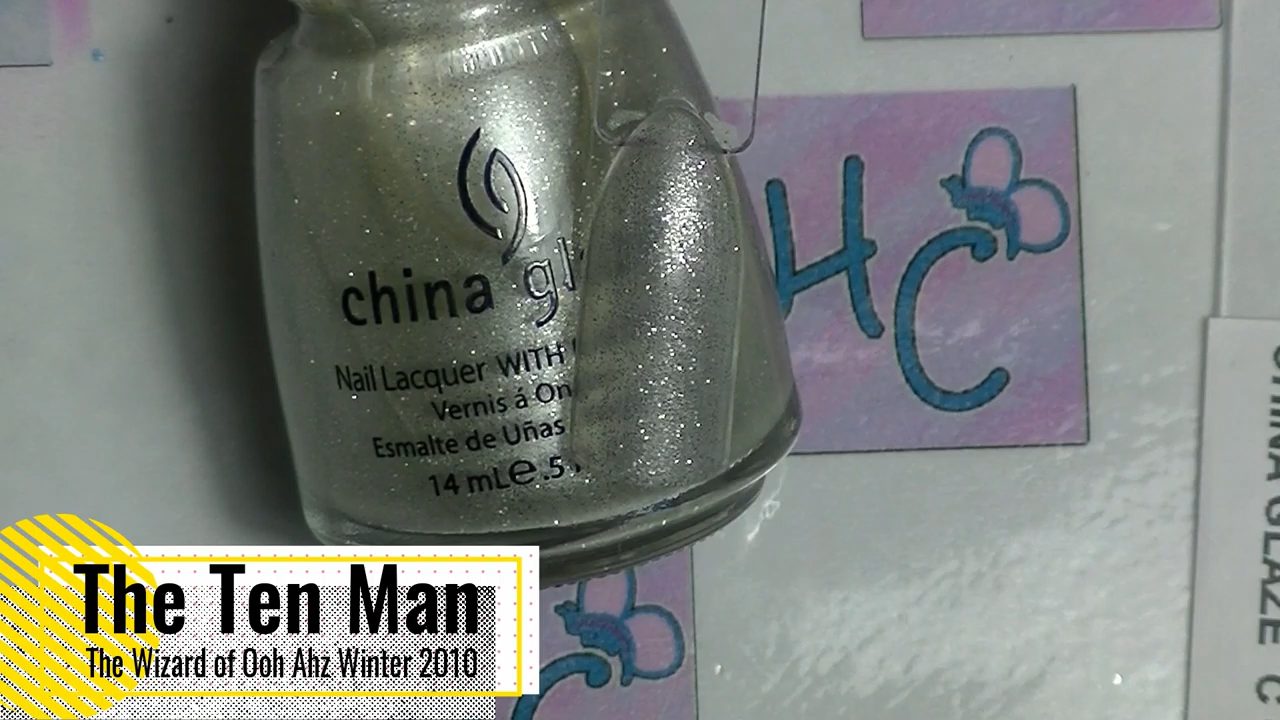 china gl
Nail Lacquer WITH
Vernis á On
Esmalte de Uñas
14 mL e .5
HC
CHINA GLAZE C
The Ten Man
The Wizard of Ooh Ahz Winter 2010